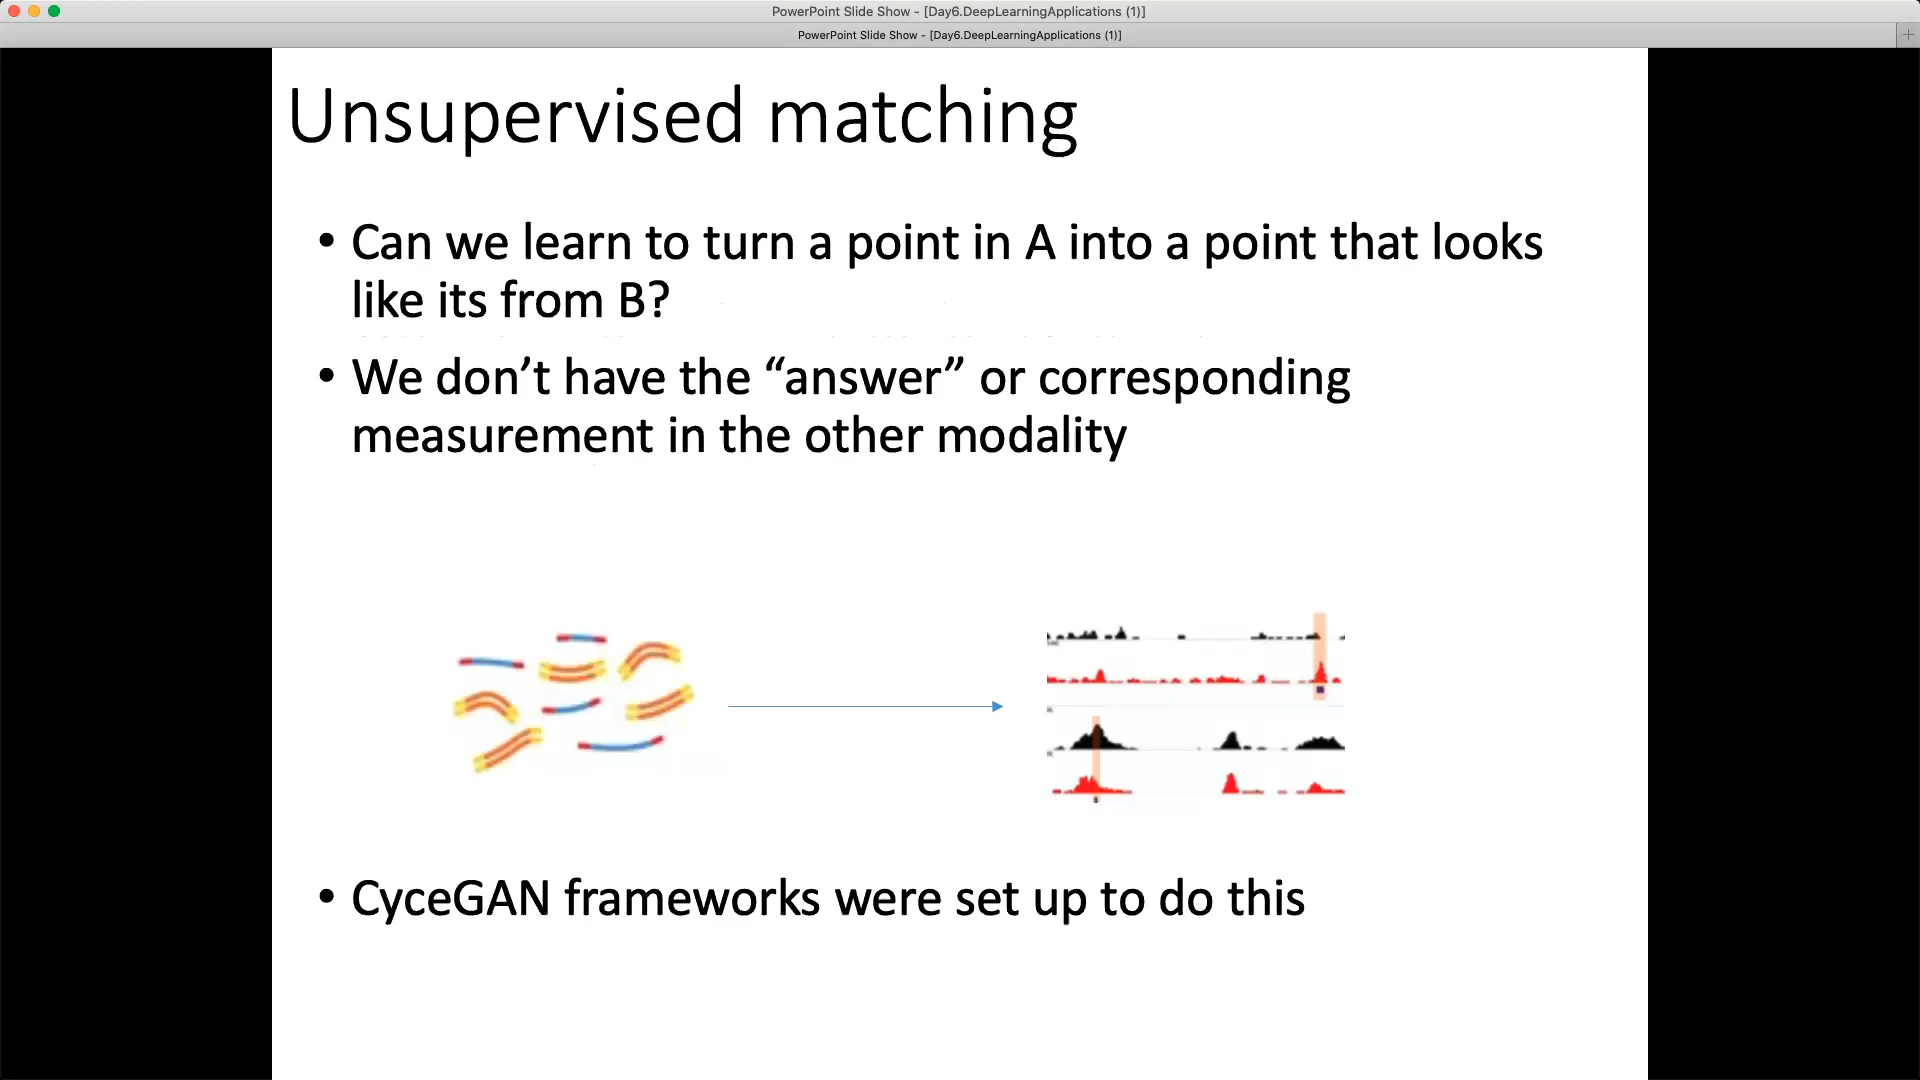 PowerPoint Slide Show - [Day6.DeepLearningApplications (1)]
PowerPoint Slide Show - [Day6.DeepLearningApplications (1)]
Unsupervised matching
• Can we learn to turn a point in A into a point that looks
like its from B?
• We don’t have the “answer” or corresponding
measurement in the other modality
• CyceGAN frameworks were set up to do this